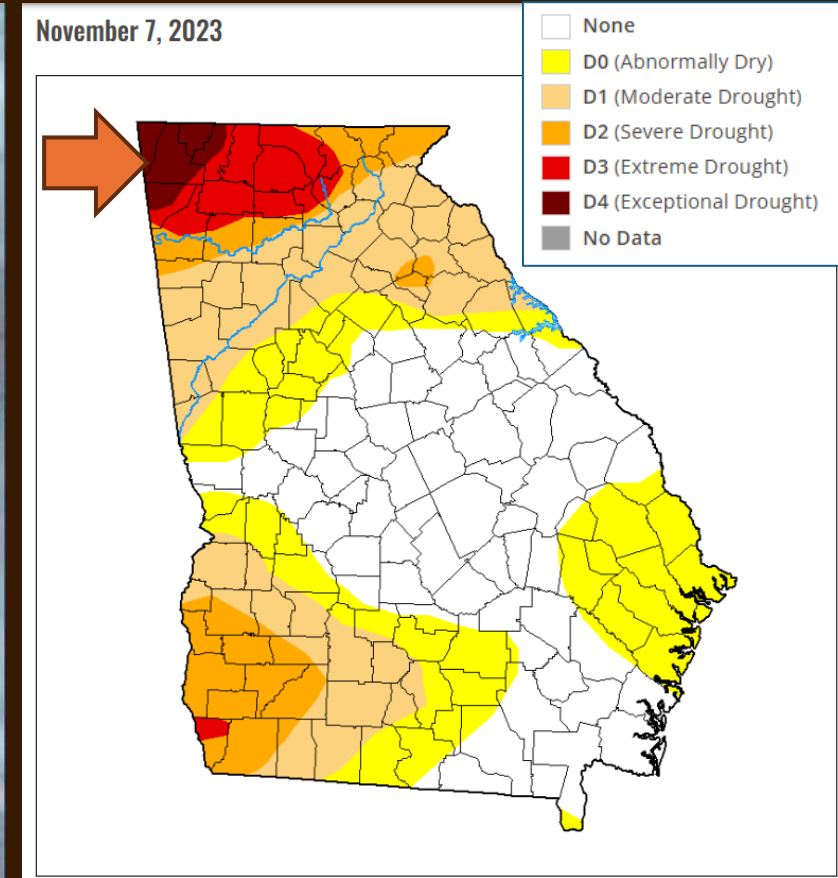 November 7, 2023
None
D0 (Abnormally Dry)
D1 (Moderate Drought)
D2 (Severe Drought)
D3 (Extreme Drought)
D4 (Exceptional Drought)
No Data